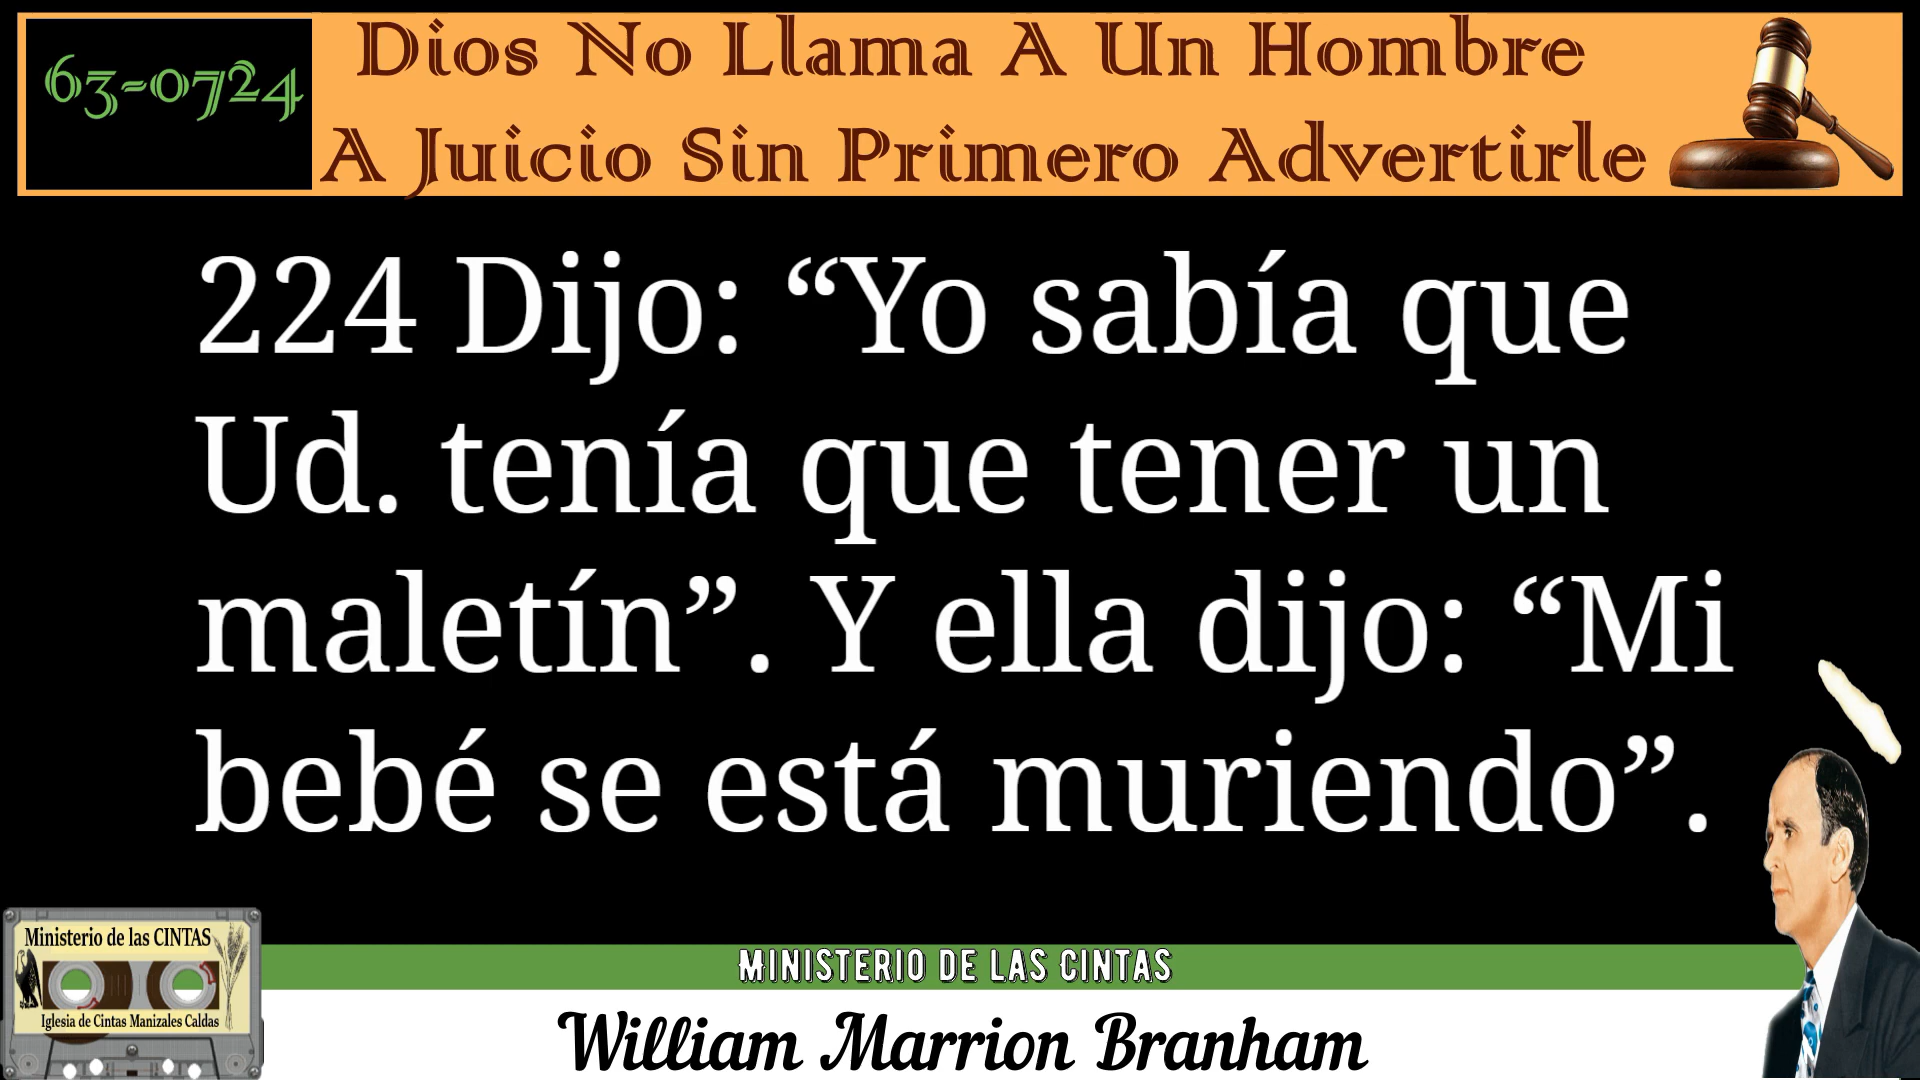 63-0724
Dios No Llama A Un Hombre
A Juicio Sin Primero Advertirle
224 Dijo: “Yo sabía que
Ud. tenía que tener un
maletín”. Y ella dijo: “Mi
bebé se está muriendo”.
Ministerio de las CINTAS
Iglesia de Cintas Manizales Caldas
MINISTERIO DE LAS CINTAS
William Marrion Branham